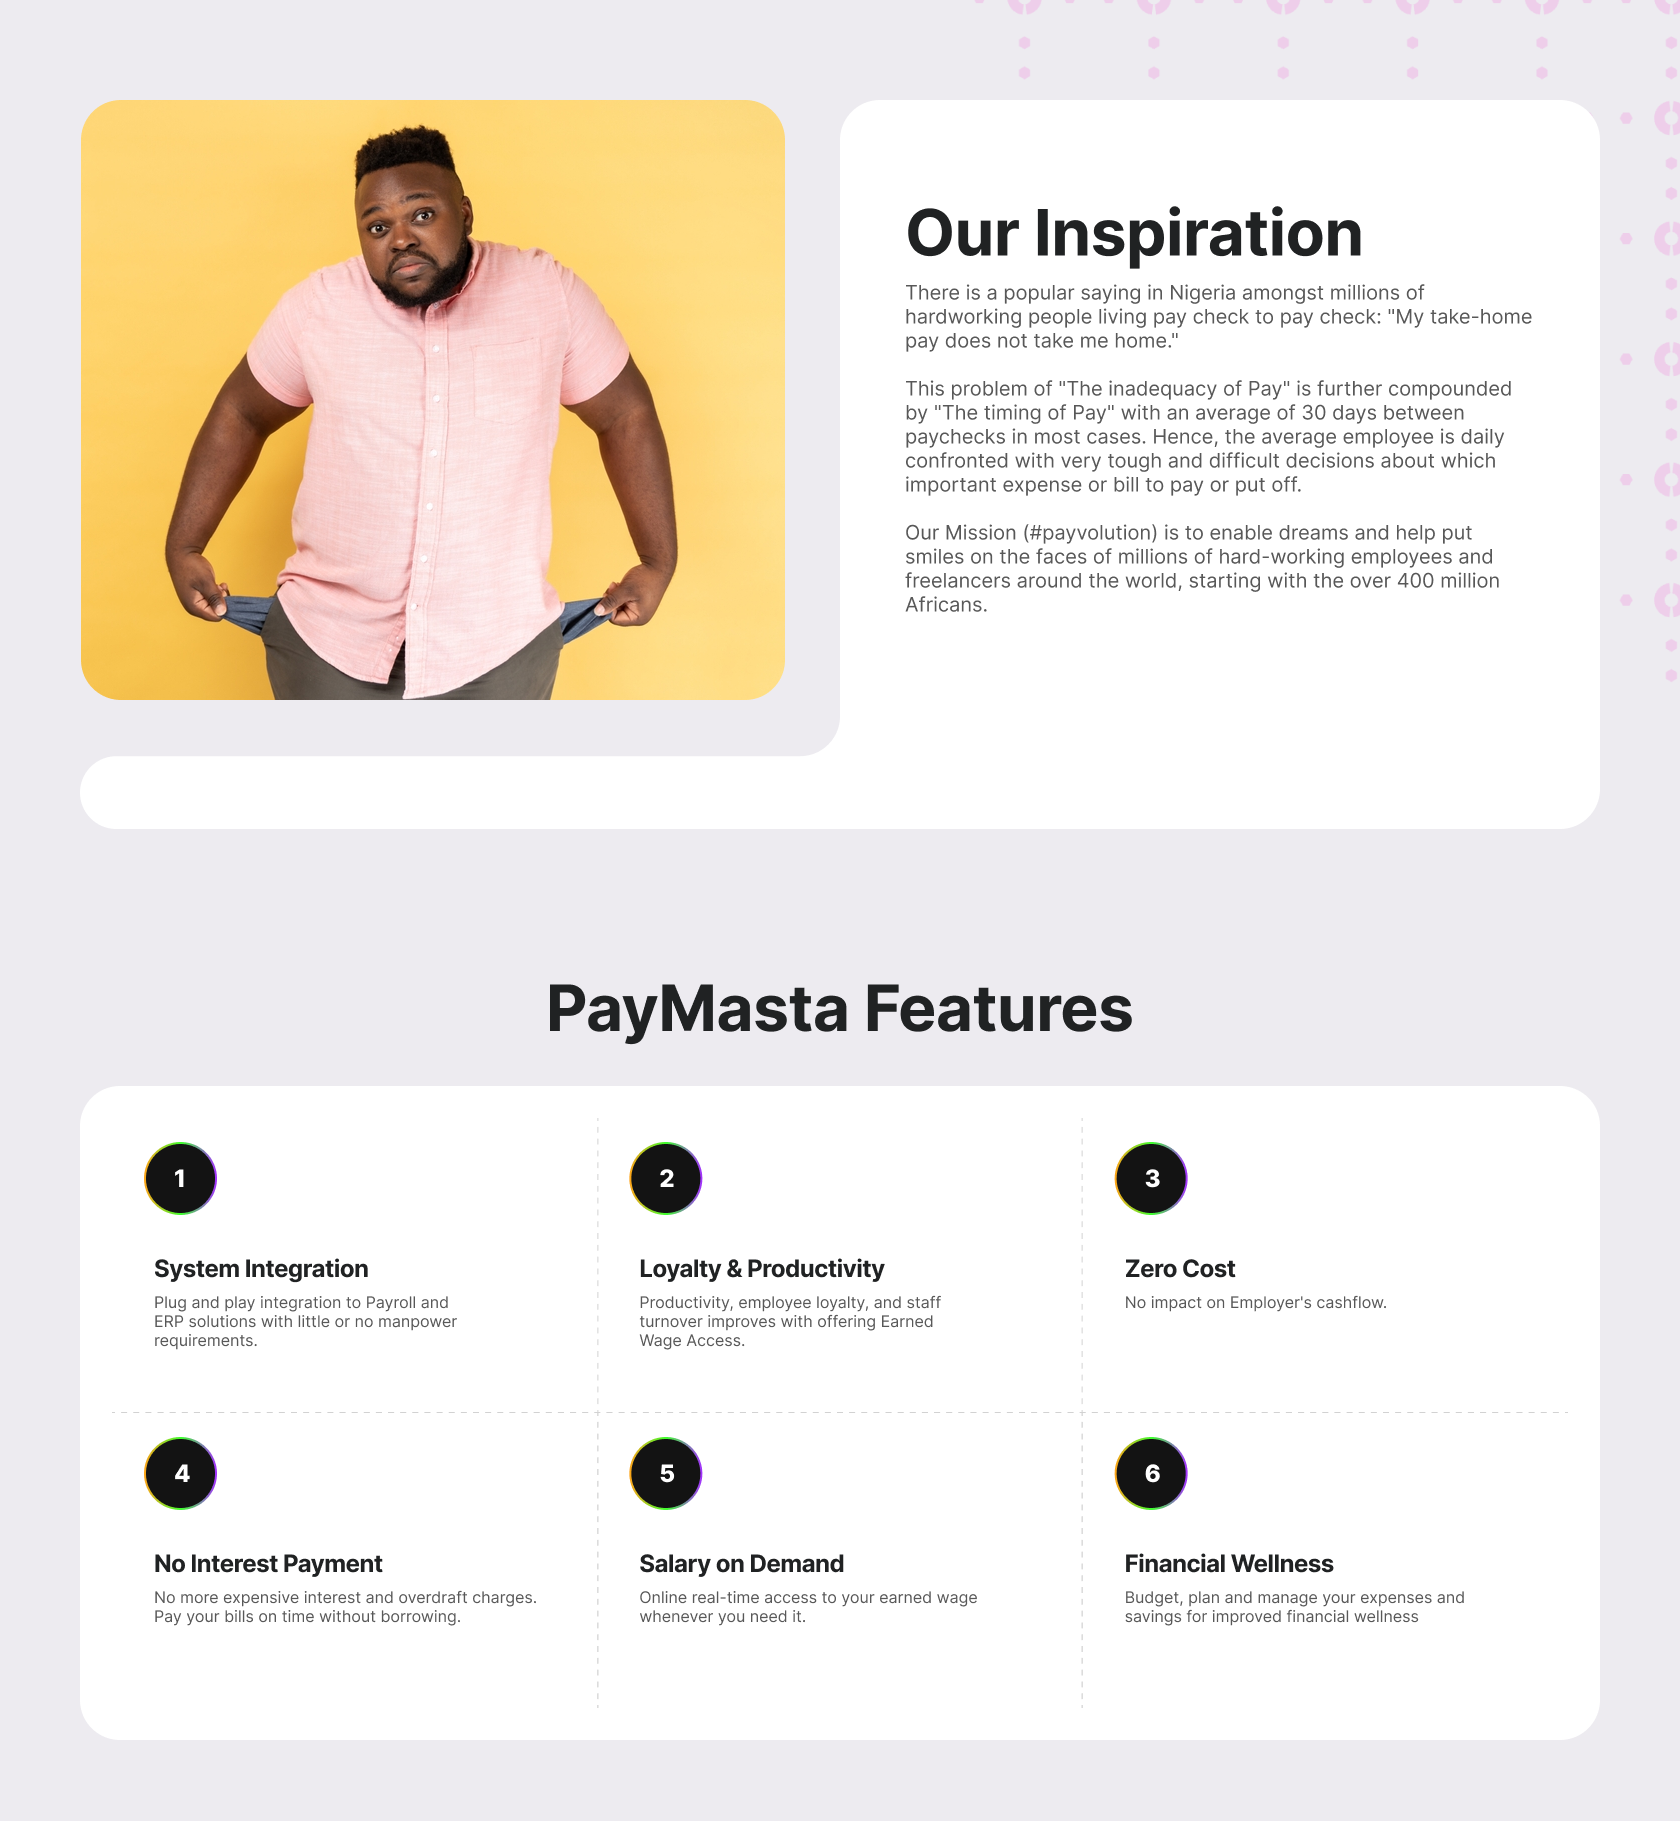 Our Inspiration
There is a popular saying in Nigeria amongst millions of
hardworking people living pay check to pay check: "My take-home
pay does not take me home."
This problem of "The inadequacy of Pay" is further compounded
by "The timing of Pay" with an average of 30 days between
paychecks in most cases. Hence, the average employee is daily
confronted with very tough and difficult decisions about which
important expense or bill to pay or put off.
Our Mission (#payvolution) is to enable dreams and help put
smiles on the faces of millions of hard-working employees and
freelancers around the world, starting with the over 400 million
Africans.
PayMasta Features
1
System Integration
Plug and play integration to Payroll and
ERP solutions with little or no manpower
requirements.
2
Loyalty & Productivity
Productivity, employee loyalty, and staff
turnover improves with offering Earned
Wage Access.
3
Zero Cost
No impact on Employer's cashflow.
4
No Interest Payment
No more expensive interest and overdraft charges.
Pay your bills on time without borrowing.
5
Salary on Demand
Online real-time access to your earned wage
whenever you need it.
6
Financial Wellness
Budget, plan and manage your expenses and
savings for improved financial wellness